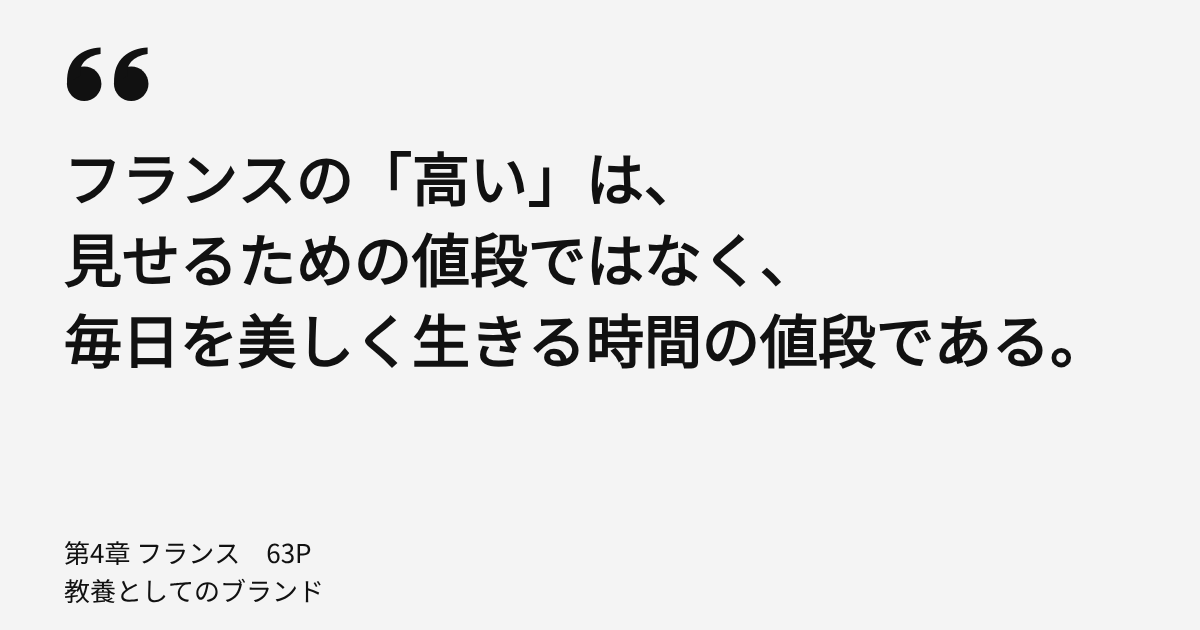 “
フランスの「高い」は、
見せるための値段ではなく、
毎日を美しく生きる時間の値段である。
第4章 フランス　63P
教養としてのブランド